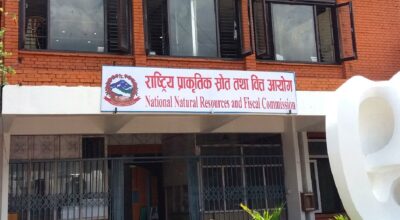 राष्ट्रिय प्राकृतिक स्रोत तथा वित्त आयोग
National Natural Resources and Fiscal Commission